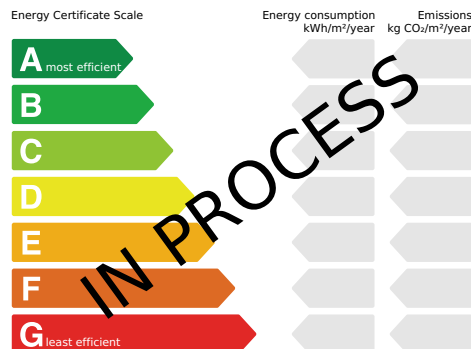 Energy Certificate Scale
Energy consumption
kWh/m²/year
Emissions
kg CO₂/m²/year
A most efficient
B
C
D
E
F
G least efficient
IN PROCESS